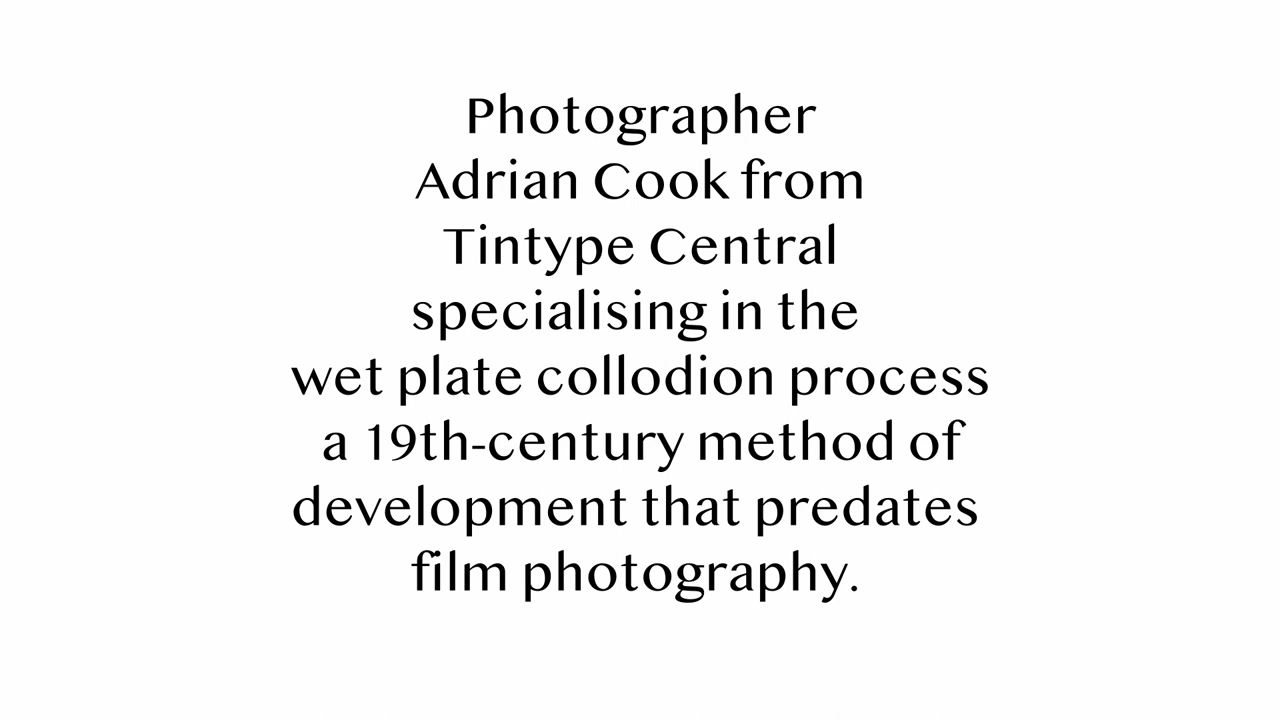 Photographer
Adrian Cook from
Tintype Central
specialising in the
wet plate collodion process
a 19th-century method of
development that predates
film photography.